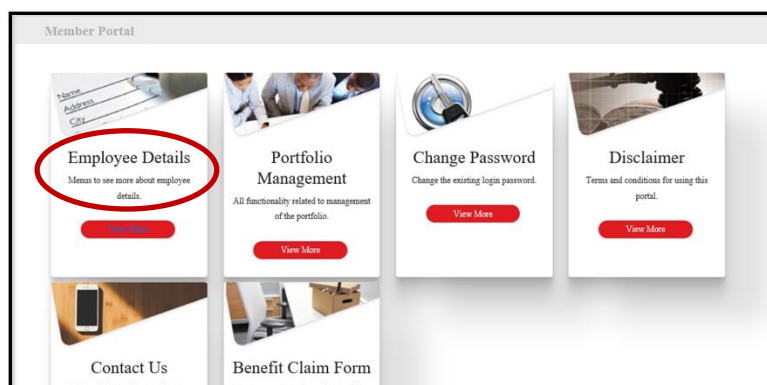 Member Portal
Name
Address
City
Employee Details
Menus to see more about employee
details.
View More
Portfolio
Management
All functionality related to management
of the portfolio.
View More
Change Password
Change the existing login password.
View More
Disclaimer
Terms and conditions for using this
portal.
View More
Contact Us
Benefit Claim Form